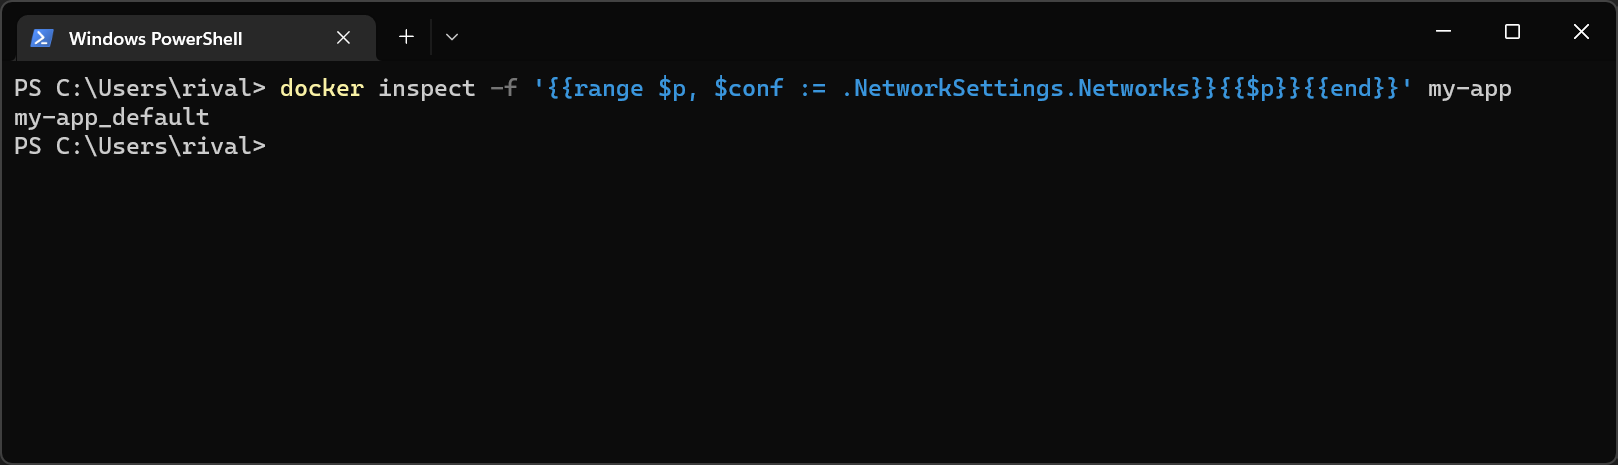 Windows PowerShell
PS C:\Users\rival> docker inspect -f '{{range $p, $conf := .NetworkSettings.Networks}}{{$p}}{{end}}' my-app
my-app_default
PS C:\Users\rival>